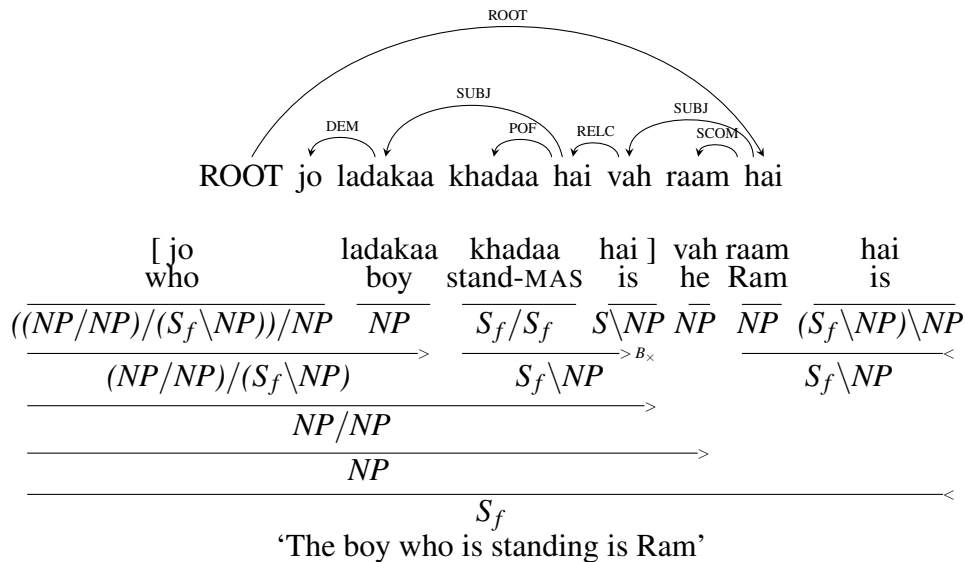 ROOT
SUBJ SUBJ
DEM POF RELC SCOM
ROOT jo ladakaa khadaa hai vah raam hai
[ jo ladakaa khadaa hai ] vah raam hai
who boy stand-MAS is he Ram is
((NP/NP)/(S_f\NP))/NP NP S_f/S_f S\NP NP NP (S_f\NP)\NP
> > B_× <
(NP/NP)/(S_f\NP) S_f\NP S_f\NP
>
NP/NP
>
NP
<
S_f
‘The boy who is standing is Ram’